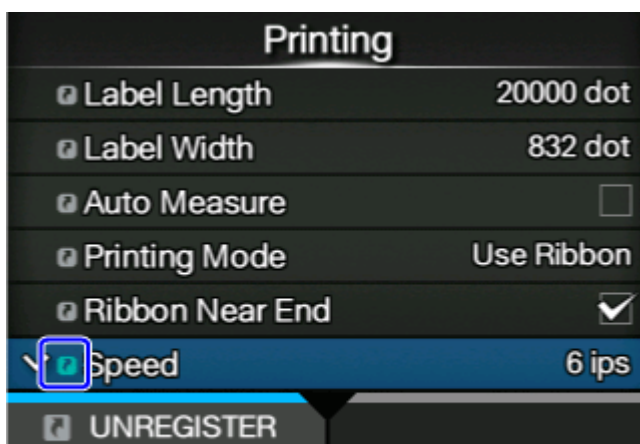 Printing
Label Length 20000 dot
Label Width 832 dot
Auto Measure
Printing Mode Use Ribbon
Ribbon Near End
Speed 6 ips
UNREGISTER